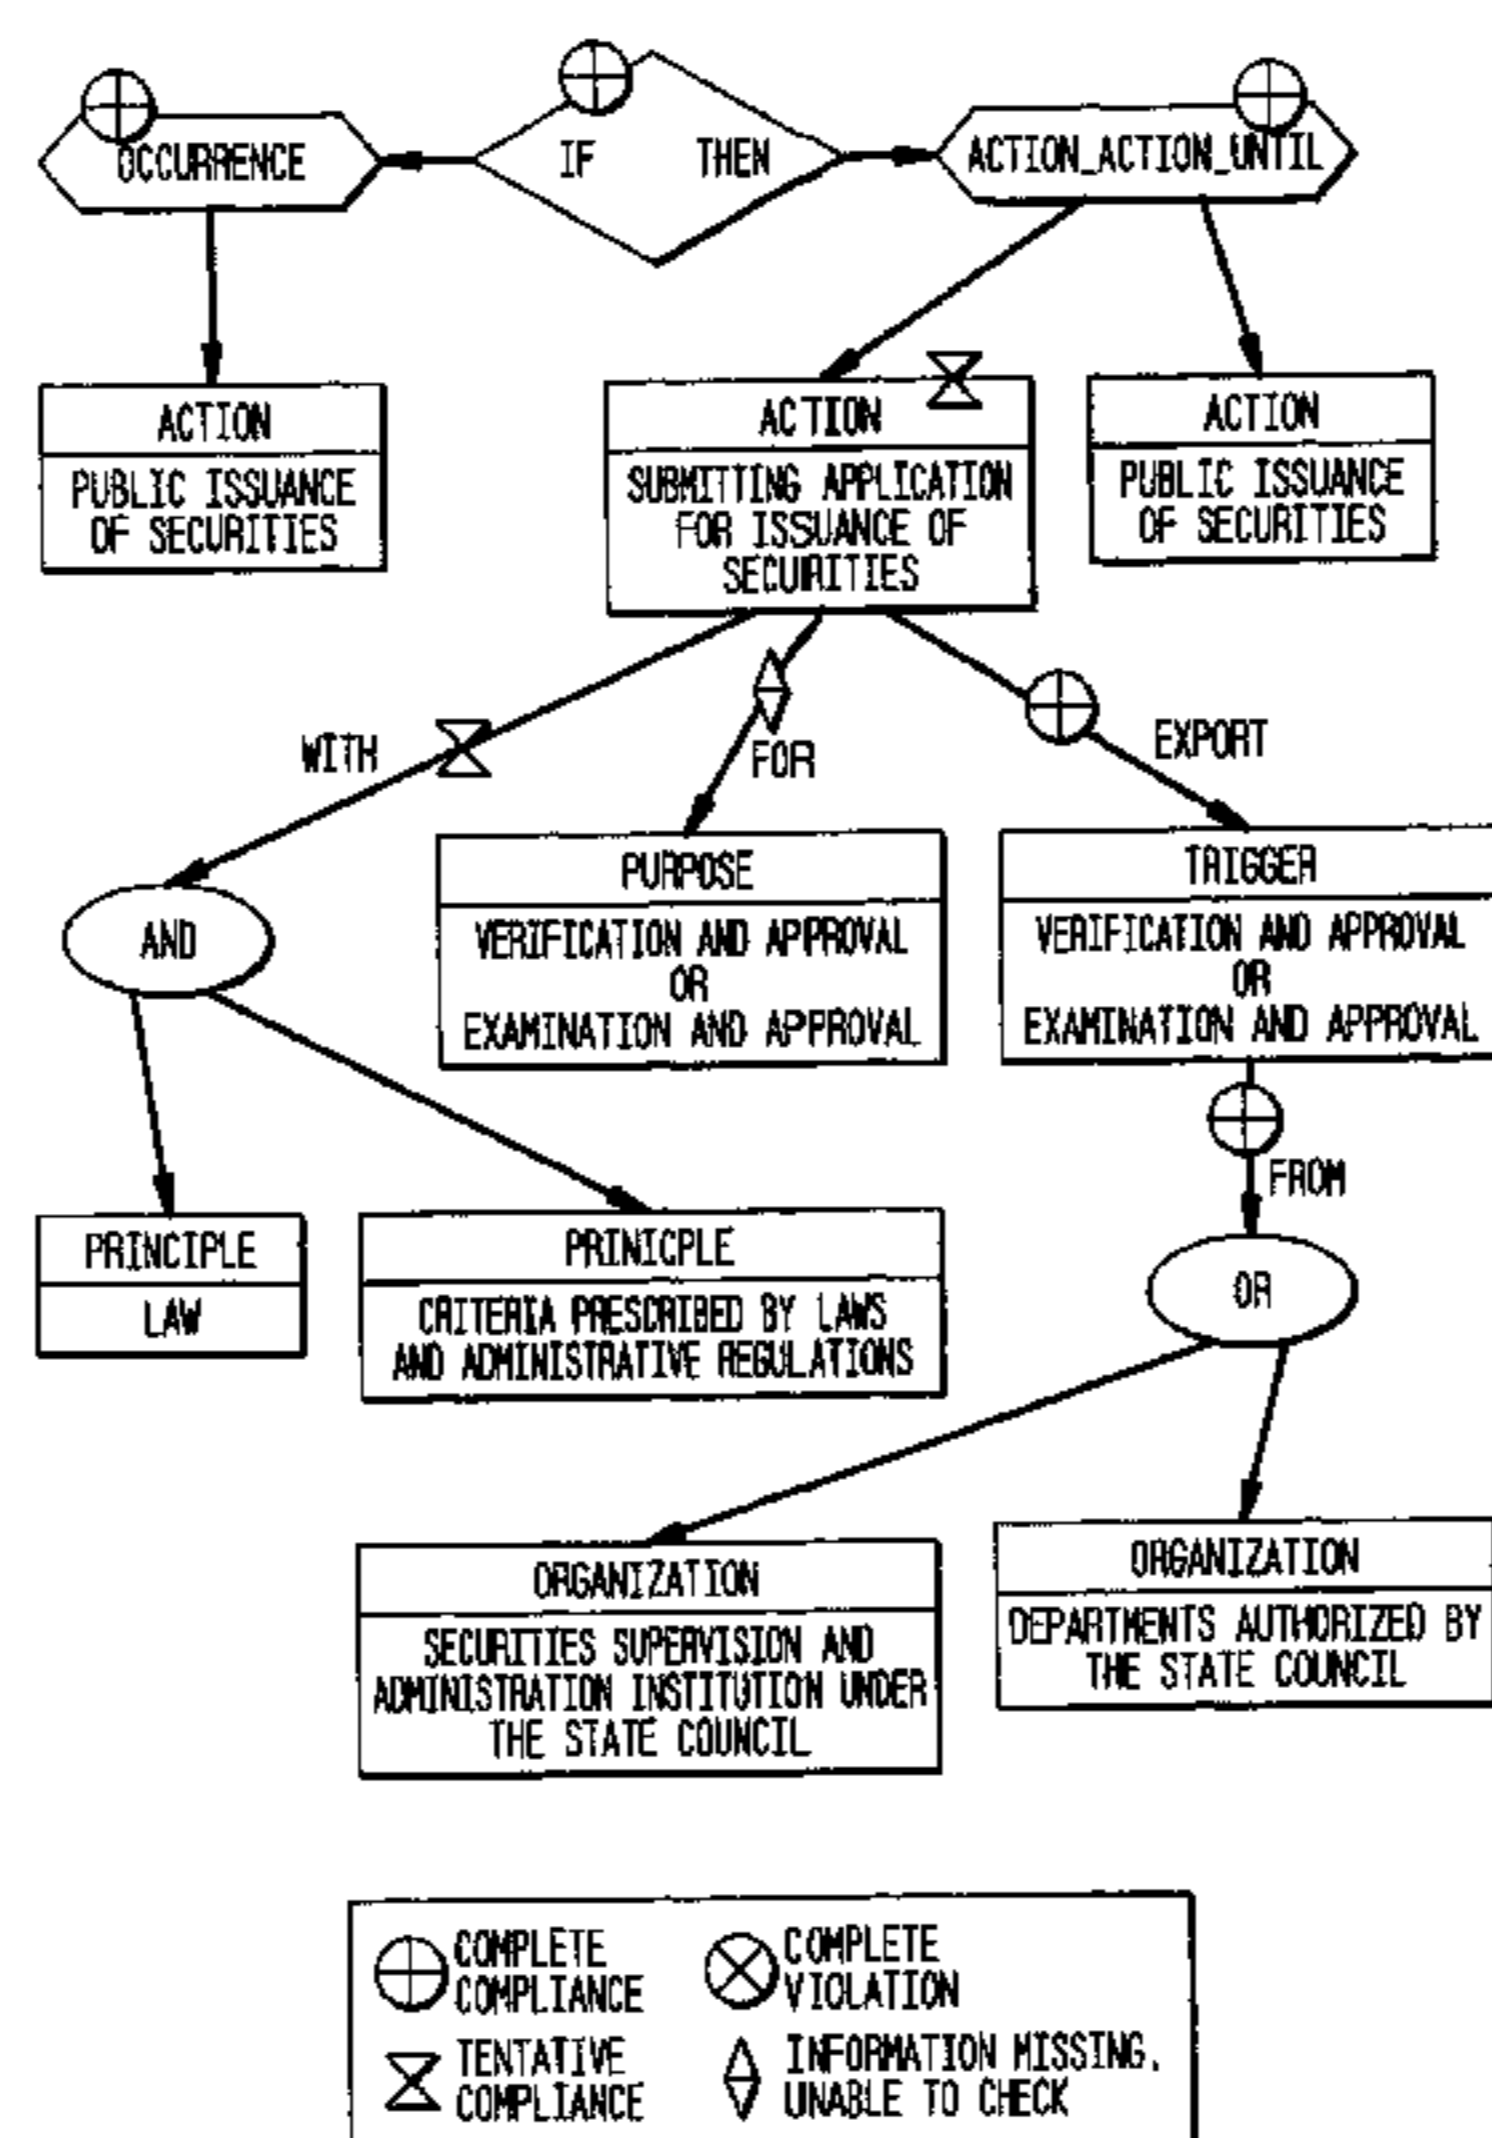 OCCURRENCE
IF THEN
ACTION_ACTION_UNTIL
ACTION
PUBLIC ISSUANCE
OF SECURITIES
ACTION
SUBMITTING APPLICATION
FOR ISSUANCE OF
SECURITIES
ACTION
PUBLIC ISSUANCE
OF SECURITIES
WITH
FOR
EXPORT
AND
PURPOSE
VERIFICATION AND APPROVAL
OR
EXAMINATION AND APPROVAL
TRIGGER
VERIFICATION AND APPROVAL
OR
EXAMINATION AND APPROVAL
FROM
PRINCIPLE
LAW
PRINICPLE
CRITERIA PRESCRIBED BY LAWS
AND ADMINISTRATIVE REGULATIONS
OR
ORGANIZATION
SECURITIES SUPERVISION AND
ADMINISTRATION INSTITUTION UNDER
THE STATE COUNCIL
ORGANIZATION
DEPARTMENTS AUTHORIZED BY
THE STATE COUNCIL
COMPLETE
COMPLIANCE
COMPLETE
VIOLATION
TENTATIVE
COMPLIANCE
INFORMATION MISSING.
UNABLE TO CHECK